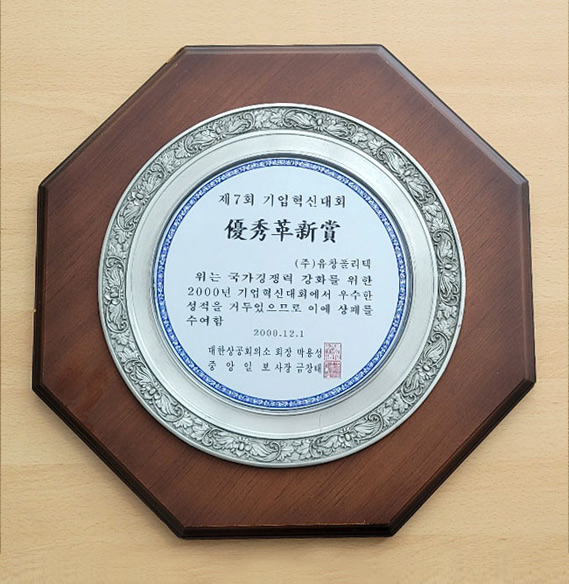 제7회 기업혁신대회
優秀革新賞
(주)유창폴리텍
위는 국가경쟁력 강화를 위한
2000년 기업혁신대회에서 우수한
성적을 거두었으므로 이에 상패를
수여함
2000.12.1
대한상공회의소 회장 박용성
중앙일보 사장 금창태